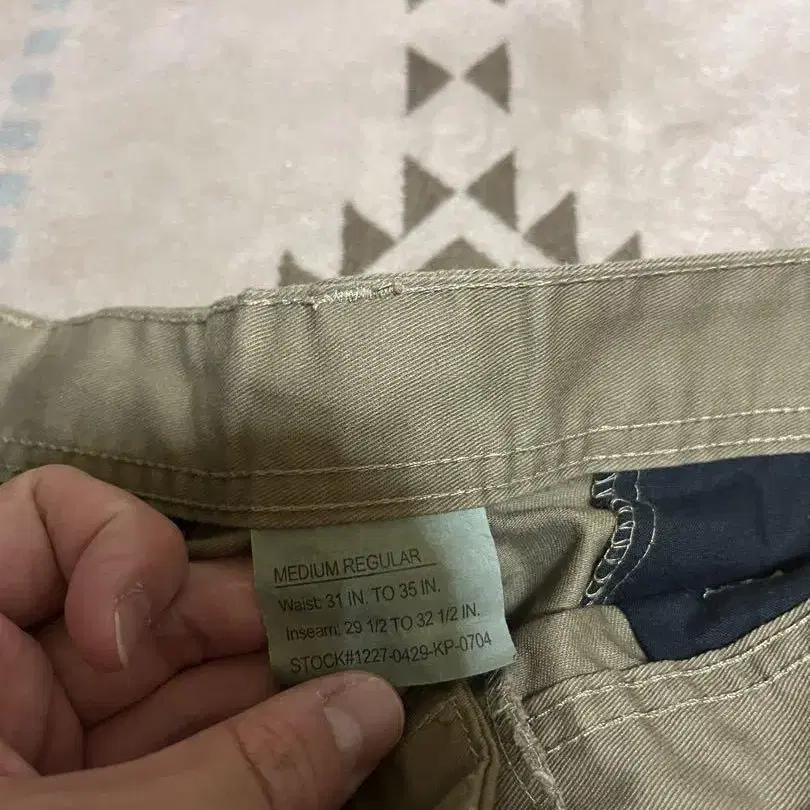 MEDIUM REGULAR
Waist: 31 IN. TO 35 IN.
Inseam: 29 1/2 TO 32 1/2 IN.
STOCK#1227-0429-KP-0704